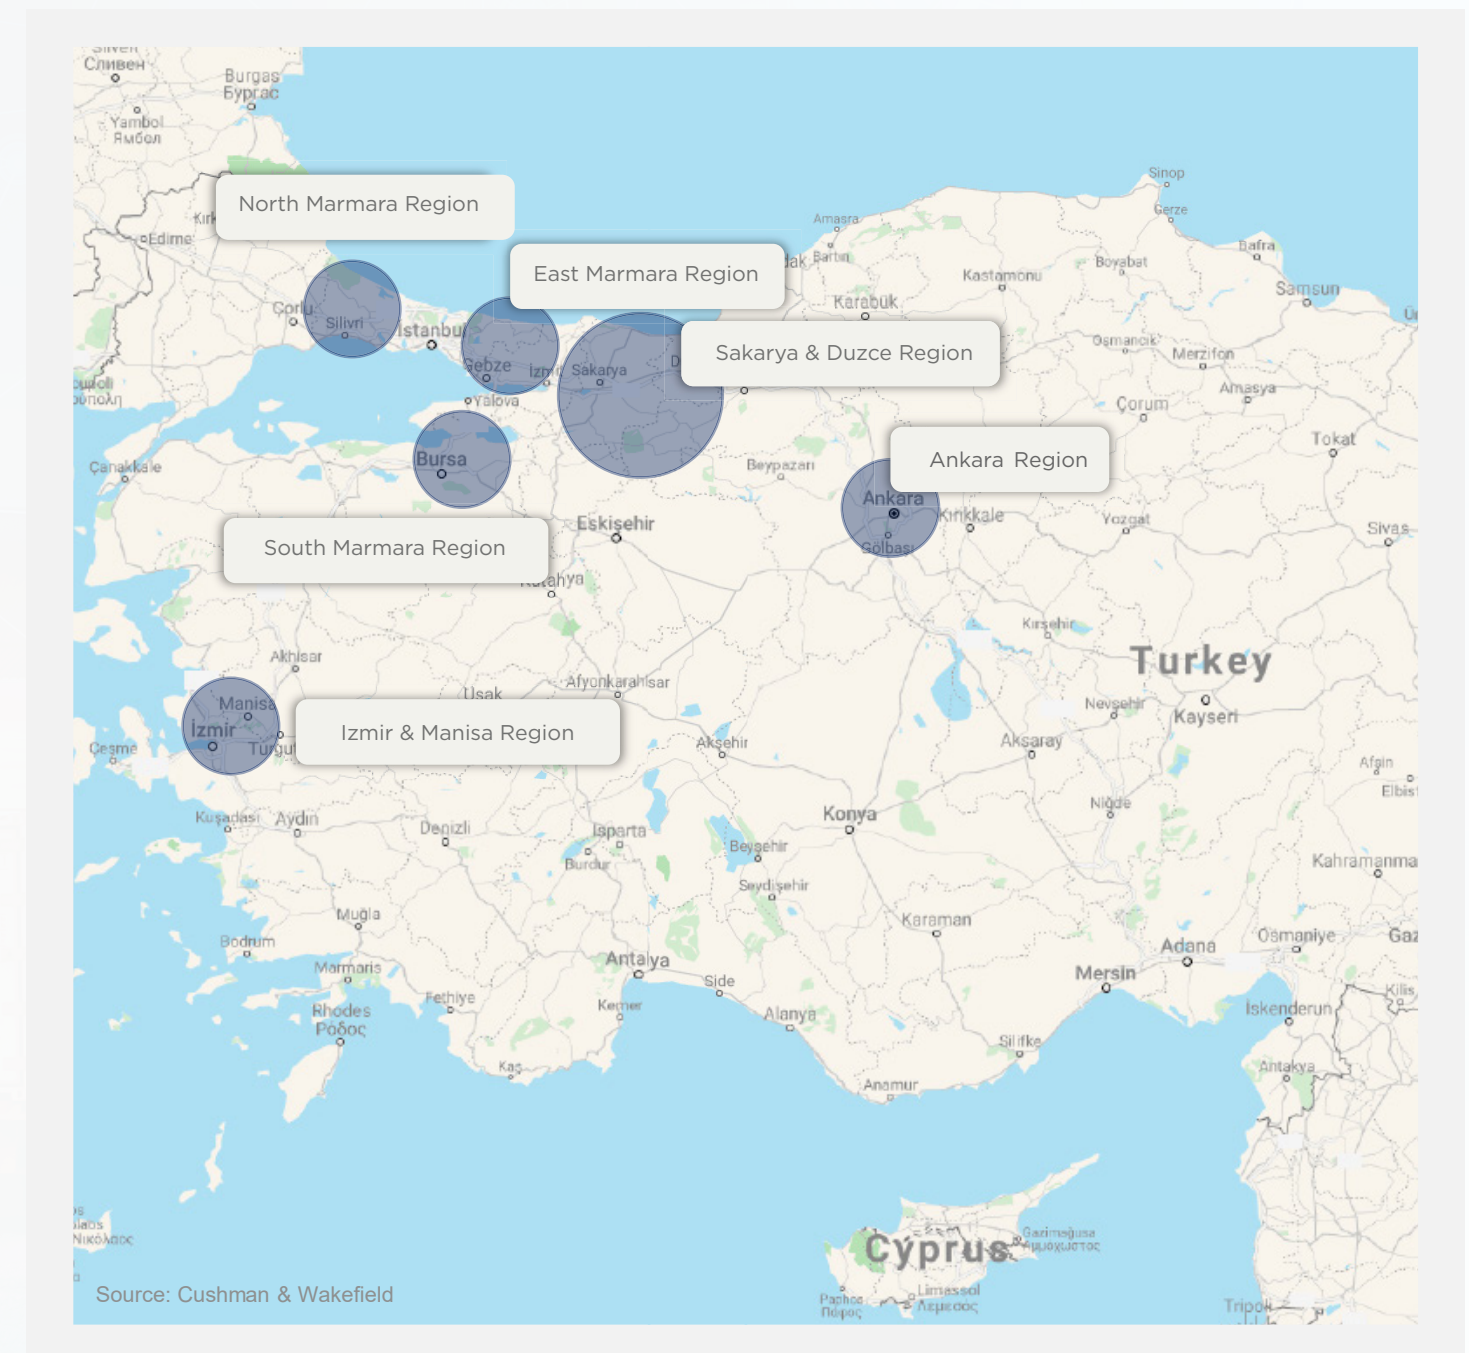 Сливен
Burgas
Бургас
Yambol
Ямбол
Sinop
Gerze
North Marmara Region
Edirne
Amasra
Bartın
Bafra
East Marmara Region
Kastamonu
Boyabat
Samsun
Karabük
Çorlu
Silivri
Istanbul
Osmancık
Merzifon
Sakarya & Duzce Region
Gebze
Sakarya
Amasya
Yalova
Çorum
Tokat
Bursa
Ankara Region
Çanakkale
Beypazarı
Ankara
Kırıkkale
Yozgat
Sivas
Eskişehir
South Marmara Region
Gölbaşı
Kırşehir
Akhisar
Turkey
Afyonkarahisar
Uşak
Manisa
Nevşehir
Kayseri
İzmir
Izmir & Manisa Region
Çeşme
Akşehir
Aksaray
Afşin
Niğde
Kuşadası
Aydın
Denizli
Isparta
Konya
Burdur
Beyşehir
Seydişehir
Muğla
Karaman
Osmaniye
Bodrum
Adana
Marmaris
Antalya
Side
Mersin
Fethiye
Kemer
Alanya
Kilis
İskenderun
Rhodes
Ρόδος
Silifke
Kaş
Antakya
Anamur
Cyprus
Gazimağusa
Αμμόχωστος
Limassol
Λεμεσός
Paphos
Πάφος
Source: Cushman & Wakefield